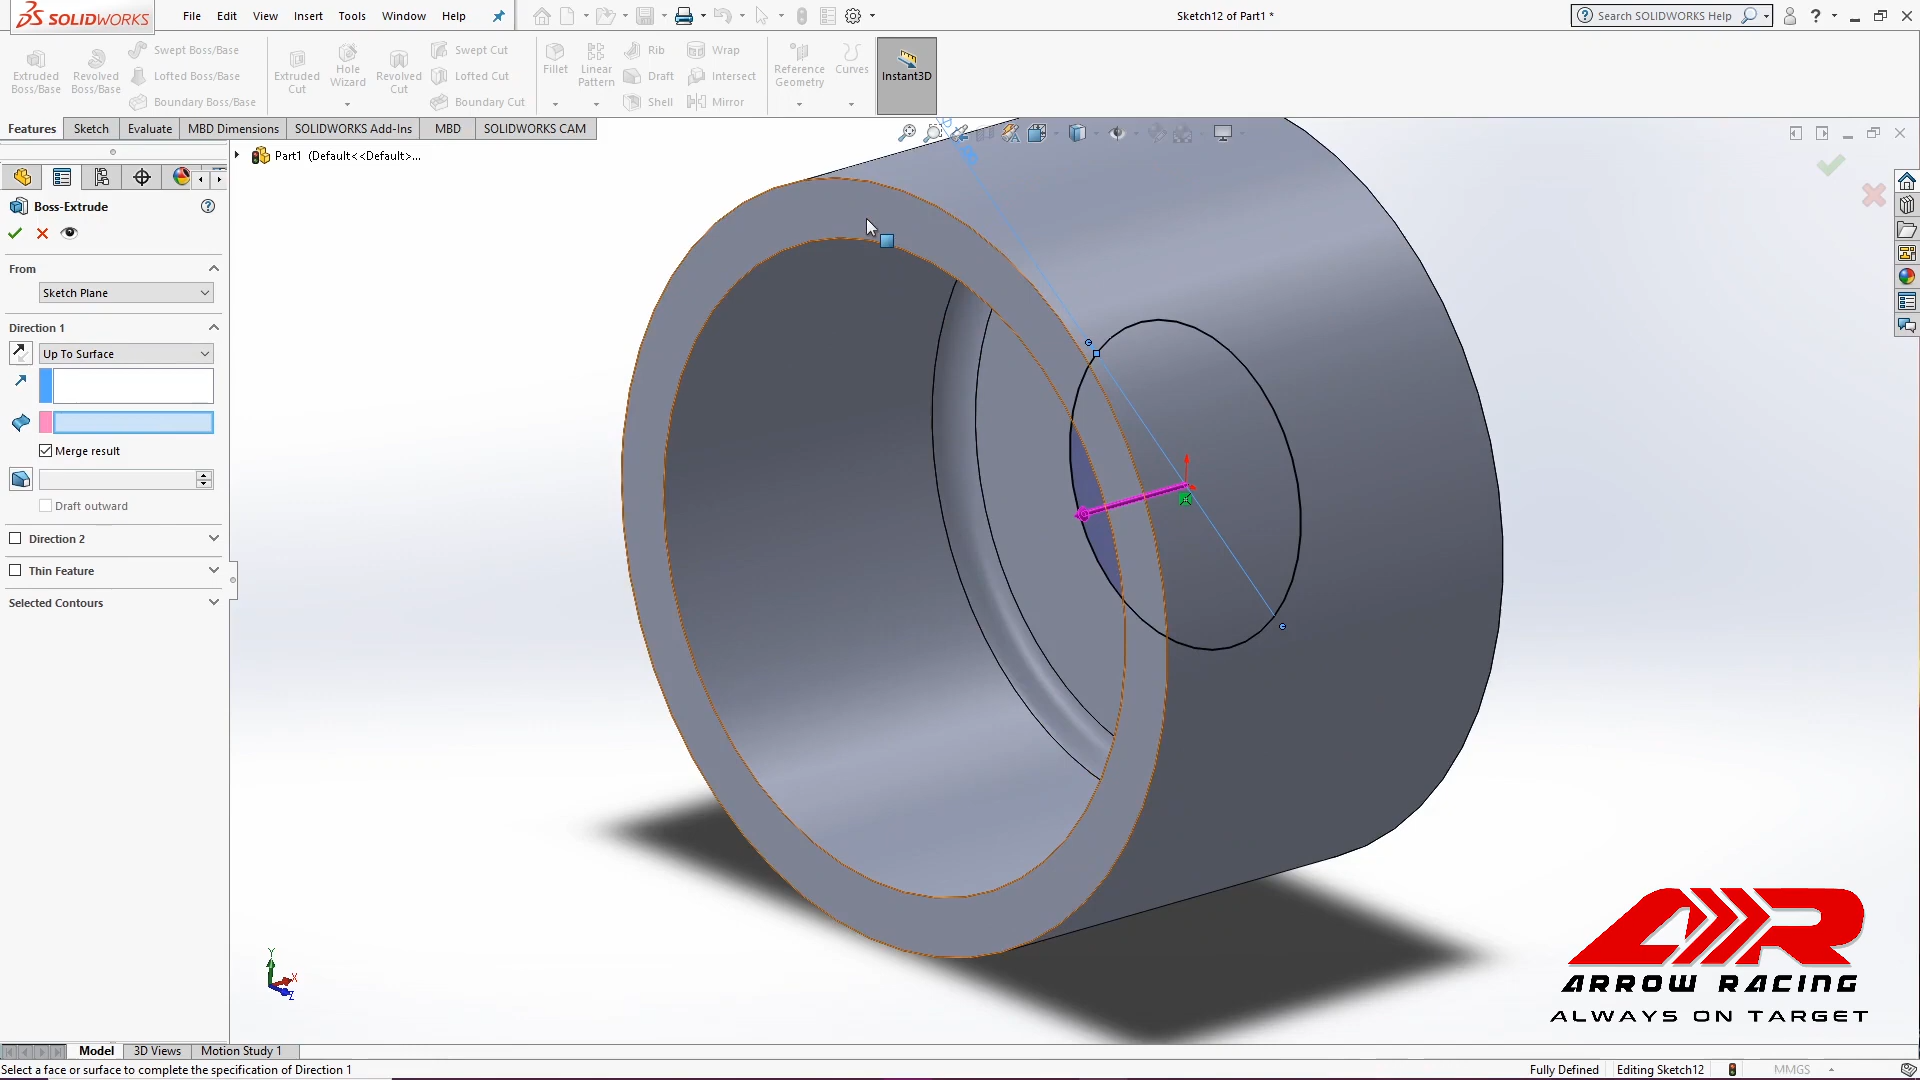 SOLIDWORKS
File Edit View Insert Tools Window Help
Sketch12 of Part1 *
Search SOLIDWORKS Help
Extruded Boss/Base
Revolved Boss/Base
Swept Boss/Base
Lofted Boss/Base
Boundary Boss/Base
Extruded Cut
Hole Wizard
Revolved Cut
Swept Cut
Lofted Cut
Boundary Cut
Fillet
Linear Pattern
Rib
Draft
Shell
Wrap
Intersect
Mirror
Reference Geometry
Curves
Instant3D
Features Sketch Evaluate MBD Dimensions SOLIDWORKS Add-Ins MBD SOLIDWORKS CAM
Part1 (Default<<Default>...
Boss-Extrude
From
Sketch Plane
Direction 1
Up To Surface
Merge result
Draft outward
Direction 2
Thin Feature
Selected Contours
Y
X
Z
ARROW RACING
ALWAYS ON TARGET
Model 3D Views Motion Study 1
Select a face or surface to complete the specification of Direction 1
Fully Defined Editing Sketch12 MMGS